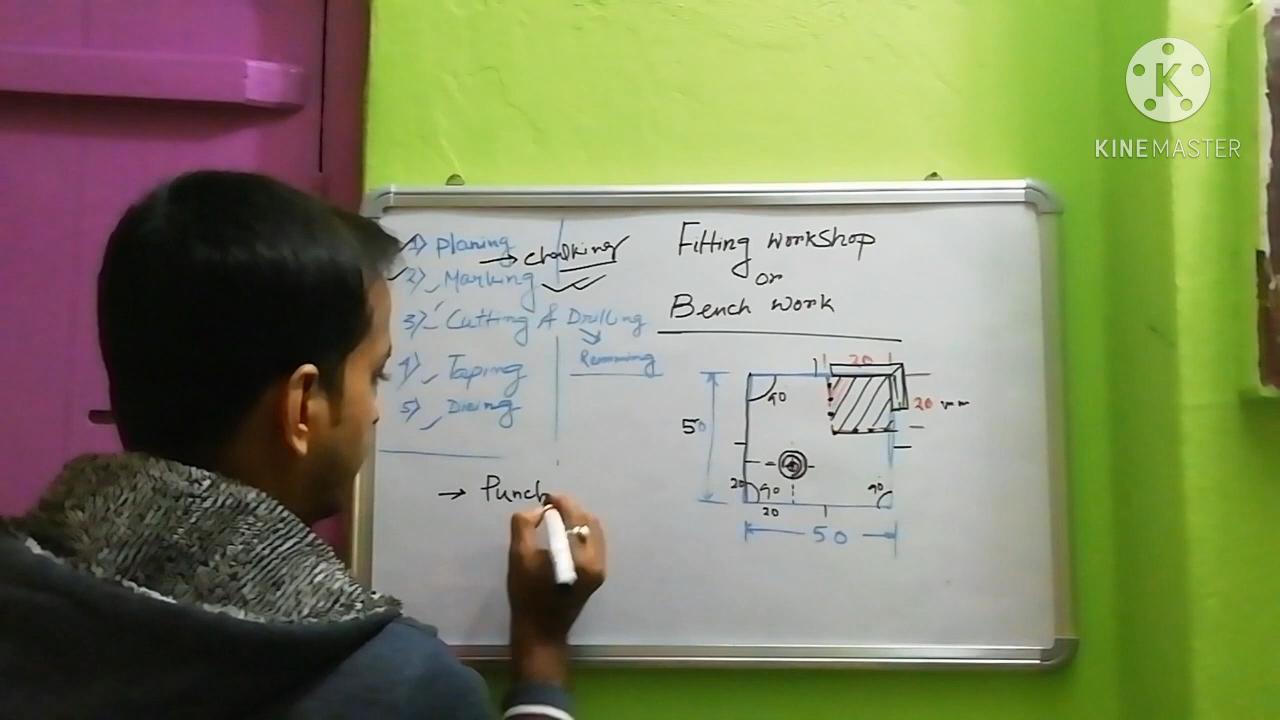 K
KINEMASTER
Fitting workshop
or
Bench work
1) Planing
→ chalking
2) Marking
3) Cutting & Drilling
Remming
4) Taping
5) Dieing
→ Punch
20
20 mm
50
90
20
90
90
20
50